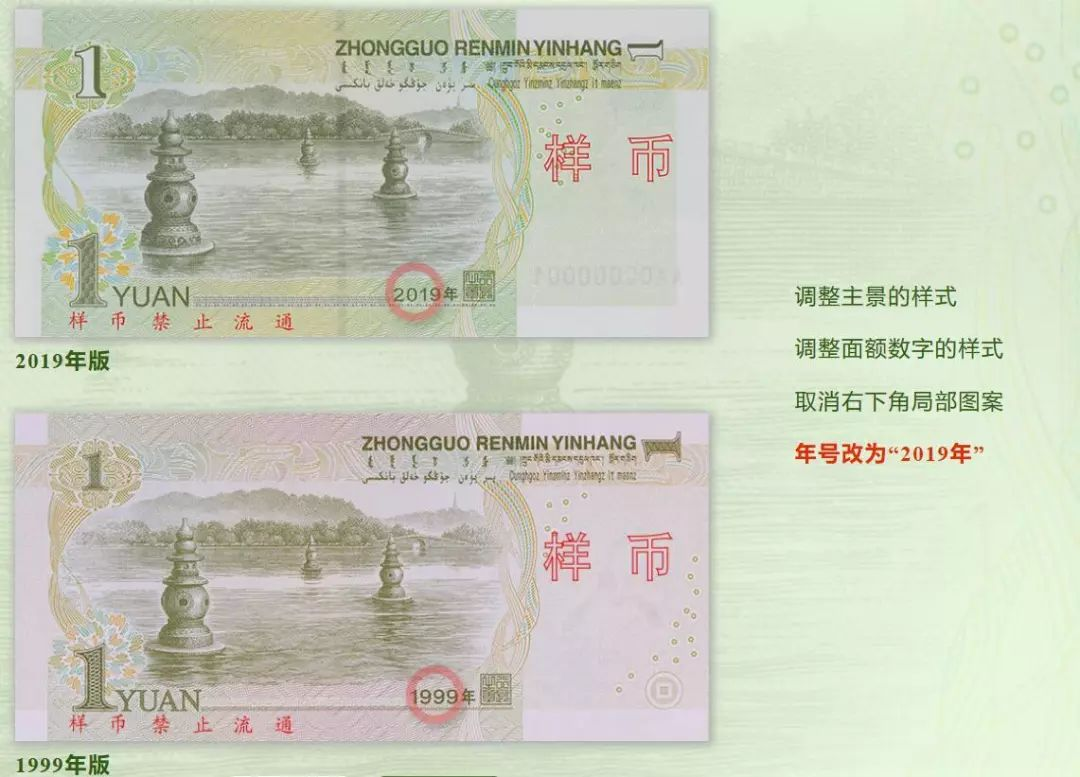 1
ZHONGGUO RENMIN YINHANG 1
样 币
1 YUAN
2019年
样 币 禁 止 流 通
2019年版
调整主景的样式
调整面额数字的样式
取消右下角局部图案
年号改为“2019年”
1
ZHONGGUO RENMIN YINHANG 1
样 币
1 YUAN
1999年
样 币 禁 止 流 通
1999年版